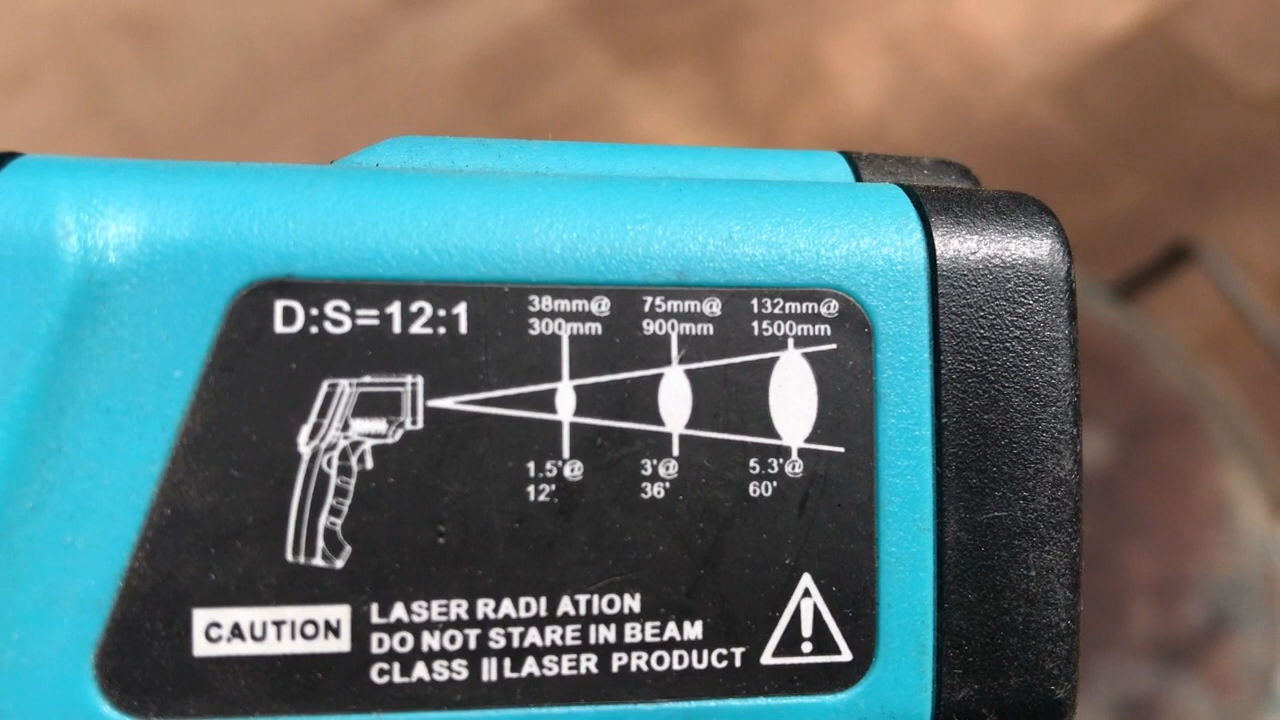 D:S=12:1
38mm@
300mm
75mm@
900mm
132mm@
1500mm
1.5'@
12'
3'@
36'
5.3'@
60'
CAUTION
LASER RADI ATION
DO NOT STARE IN BEAM
CLASS II LASER PRODUCT